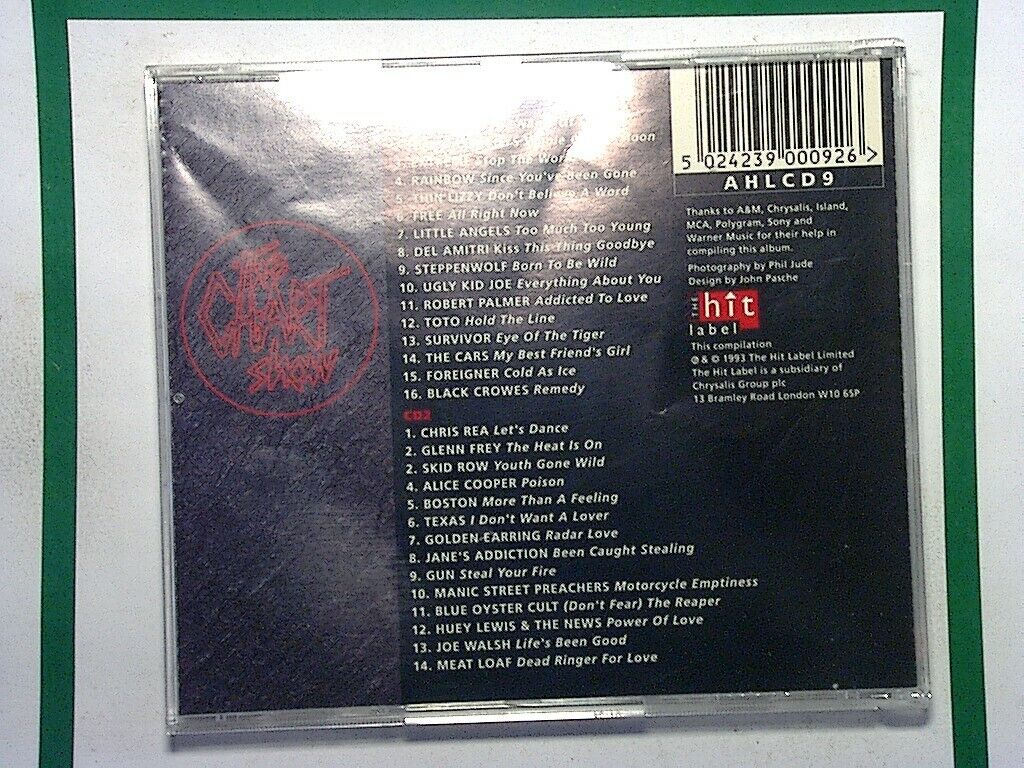 THE
CHART
SHOW
oon
Stop The Wor
4. RAINBOW Since You've Been Gone
5. THIN LIZZY Don't Believe A Word
6. FREE All Right Now
7. LITTLE ANGELS Too Much Too Young
8. DEL AMITRI Kiss This Thing Goodbye
9. STEPPENWOLF Born To Be Wild
10. UGLY KID JOE Everything About You
11. ROBERT PALMER Addicted To Love
12. TOTO Hold The Line
13. SURVIVOR Eye Of The Tiger
14. THE CARS My Best Friend's Girl
15. FOREIGNER Cold As Ice
16. BLACK CROWES Remedy
CD2
1. CHRIS REA Let's Dance
2. GLENN FREY The Heat Is On
2. SKID ROW Youth Gone Wild
4. ALICE COOPER Poison
5. BOSTON More Than A Feeling
6. TEXAS I Don't Want A Lover
7. GOLDEN EARRING Radar Love
8. JANE'S ADDICTION Been Caught Stealing
9. GUN Steal Your Fire
10. MANIC STREET PREACHERS Motorcycle Emptiness
11. BLUE OYSTER CULT (Don't Fear) The Reaper
12. HUEY LEWIS & THE NEWS Power Of Love
13. JOE WALSH Life's Been Good
14. MEAT LOAF Dead Ringer For Love
5 024239 000926 >
AHLCD9
Thanks to A&M, Chrysalis, Island,
MCA, Polygram, Sony and
Warner Music for their help in
compiling this album.
Photography by Phil Jude
Design by John Pasche
THE hit
label
This compilation
℗ & © 1993 The Hit Label Limited
The Hit Label is a subsidiary of
Chrysalis Group plc
13 Bramley Road London W10 6SP